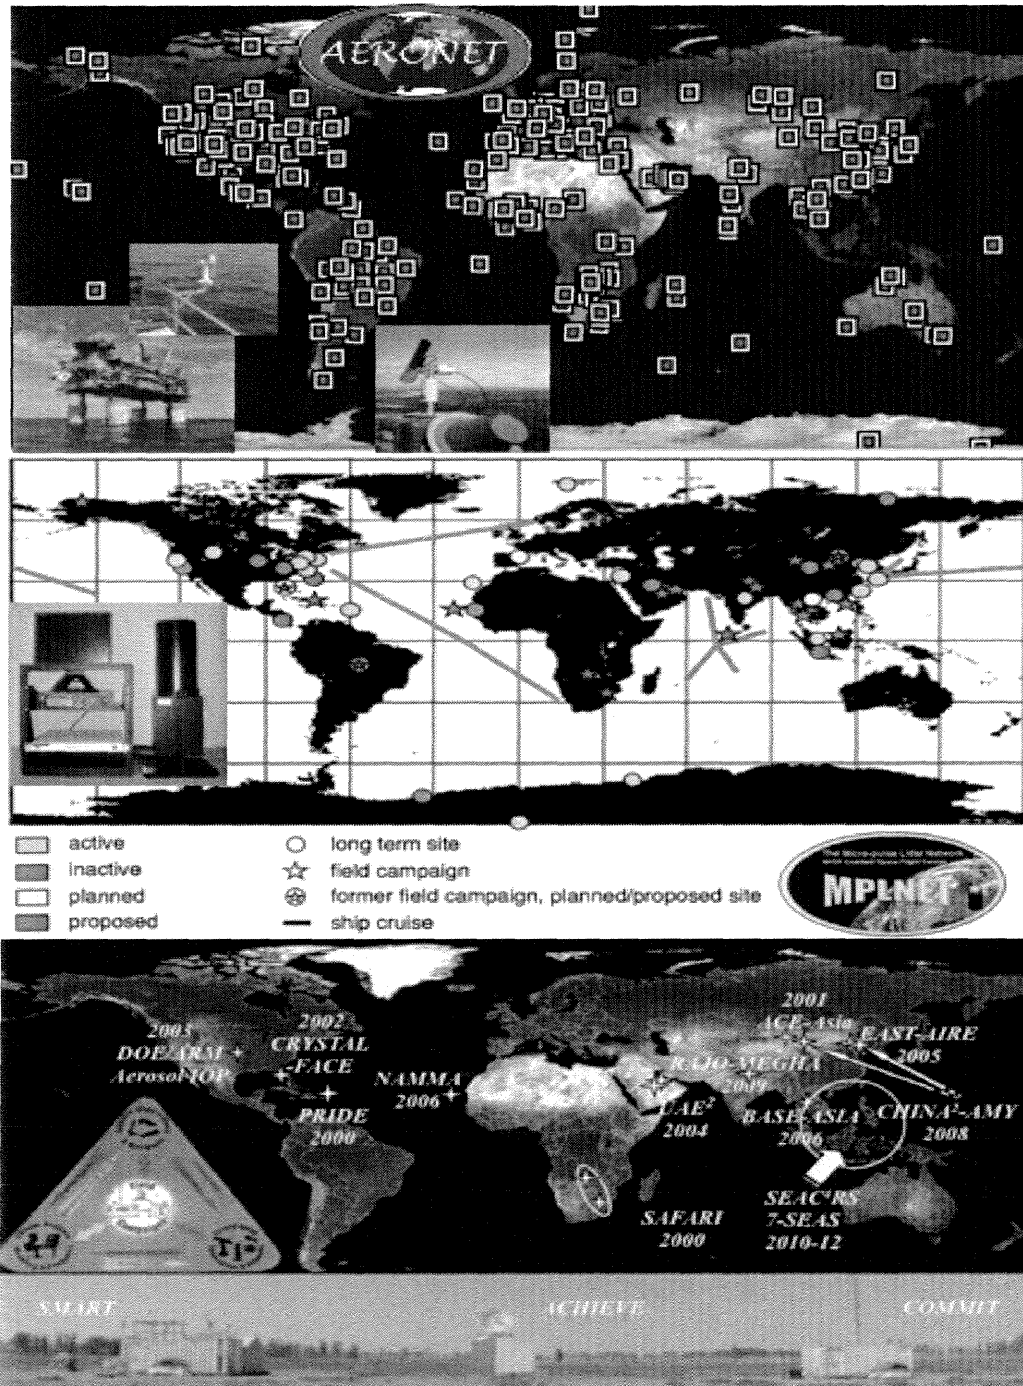 AERONET
active
long term site
inactive
field campaign
planned
former field campaign, planned/proposed site
proposed
ship cruise
MPLNET
2003
DOE/ARM
Aerosol IOP
2002
CRYSTAL
-FACE
PRIDE
2000
NAMMA
2006
2001
ACE-Asia
EAST-AIRE
2005
RAJO-MEGHA
2009
UAE²
2004
BASE-ASIA
2006
CHINA²-AMY
2008
SAFARI
2000
SEAC⁴RS
7-SEAS
2010-12
SMART
ACHIEVE
COMMIT